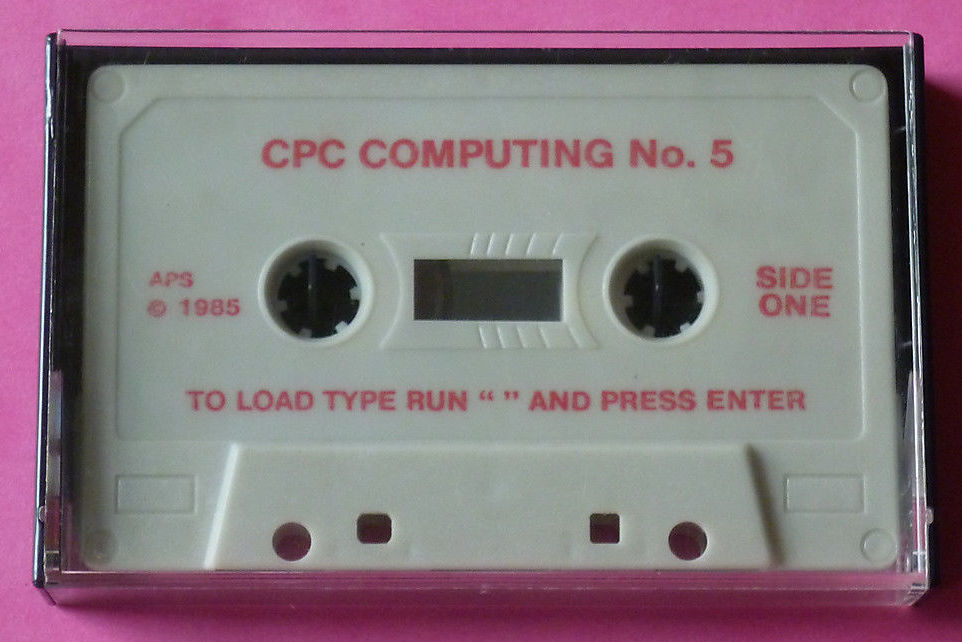 CPC COMPUTING No. 5
APS
© 1985
SIDE
ONE
TO LOAD TYPE RUN “ ” AND PRESS ENTER